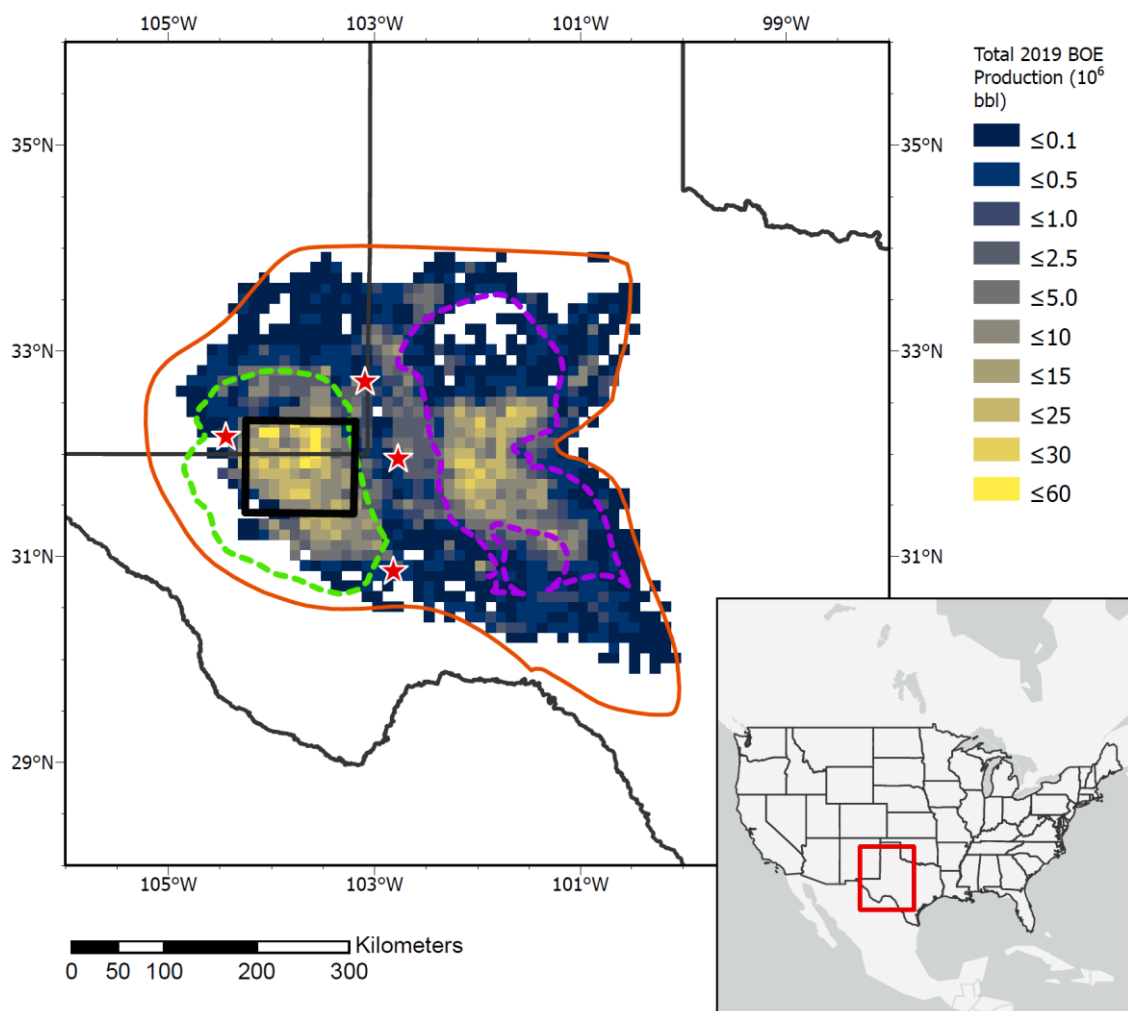 105°W 103°W 101°W 99°W
Total 2019 BOE
Production (10⁶
bbl)
≤0.1
≤0.5
≤1.0
≤2.5
≤5.0
≤10
≤15
≤25
≤30
≤60
35°N 35°N
33°N 33°N
31°N 31°N
29°N
105°W 103°W 101°W
Kilometers
0 50 100 200 300